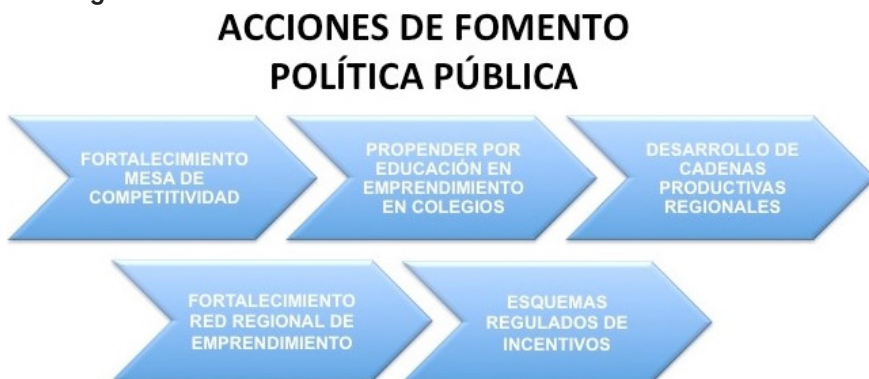 ACCIONES DE FOMENTO
POLÍTICA PÚBLICA
FORTALECIMIENTO
MESA DE
COMPETITIVIDAD
PROPENDER POR
EDUCACIÓN EN
EMPRENDIMIENTO
EN COLEGIOS
DESARROLLO DE
CADENAS
PRODUCTIVAS
REGIONALES
FORTALECIMIENTO
RED REGIONAL DE
EMPRENDIMIENTO
ESQUEMAS
REGULADOS DE
INCENTIVOS